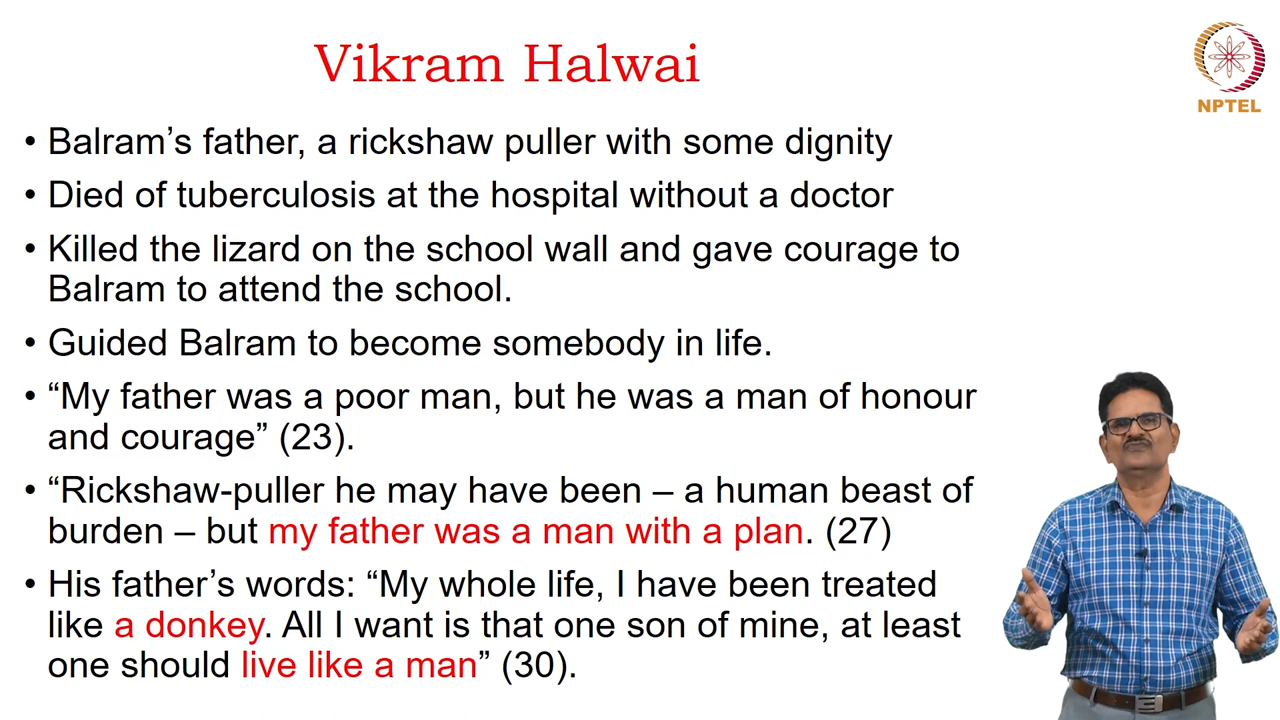 Vikram Halwai
NPTEL
• Balram’s father, a rickshaw puller with some dignity
• Died of tuberculosis at the hospital without a doctor
• Killed the lizard on the school wall and gave courage to
Balram to attend the school.
• Guided Balram to become somebody in life.
• “My father was a poor man, but he was a man of honour
and courage” (23).
• “Rickshaw-puller he may have been – a human beast of
burden – but my father was a man with a plan. (27)
• His father’s words: “My whole life, I have been treated
like a donkey. All I want is that one son of mine, at least
one should live like a man” (30).